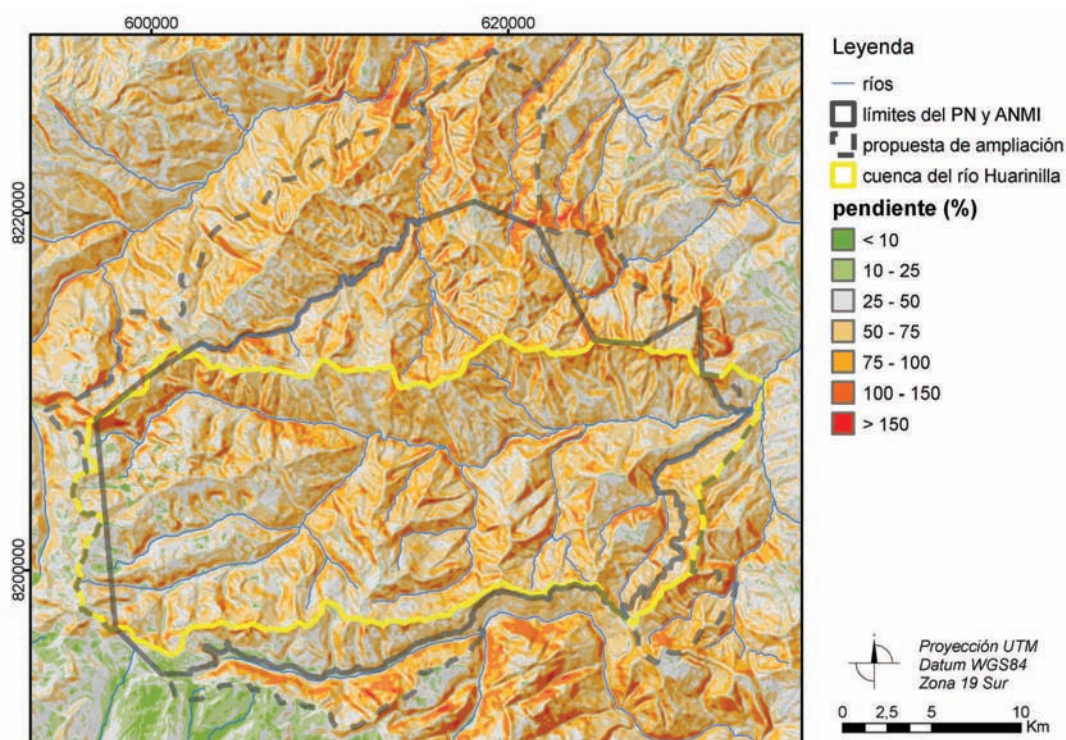 600000
620000
8220000
8200000
Leyenda
ríos
límites del PN y ANMI
propuesta de ampliación
cuenca del río Huarinilla
pendiente (%)
< 10
10 - 25
25 - 50
50 - 75
75 - 100
100 - 150
> 150
Proyección UTM
Datum WGS84
Zona 19 Sur
0 2,5 5 10
Km